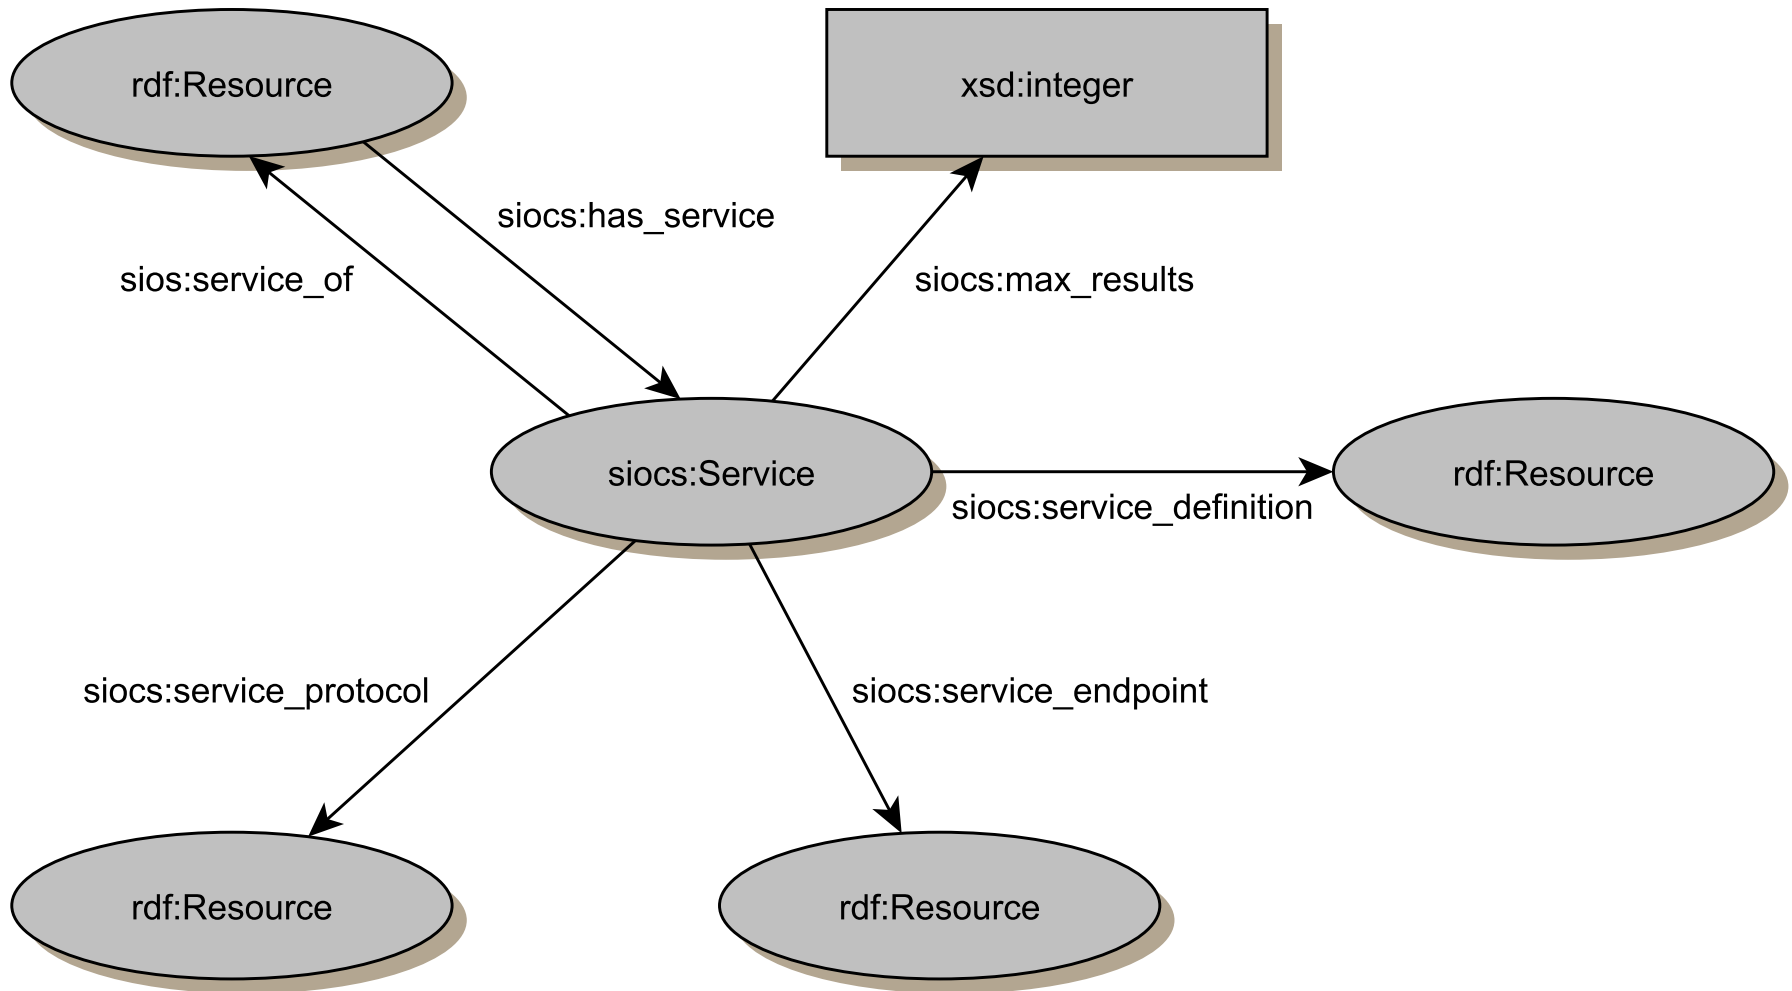 rdf:Resource
xsd:integer
siocs:has_service
sios:service_of
siocs:max_results
siocs:Service
rdf:Resource
siocs:service_definition
siocs:service_protocol
siocs:service_endpoint
rdf:Resource
rdf:Resource